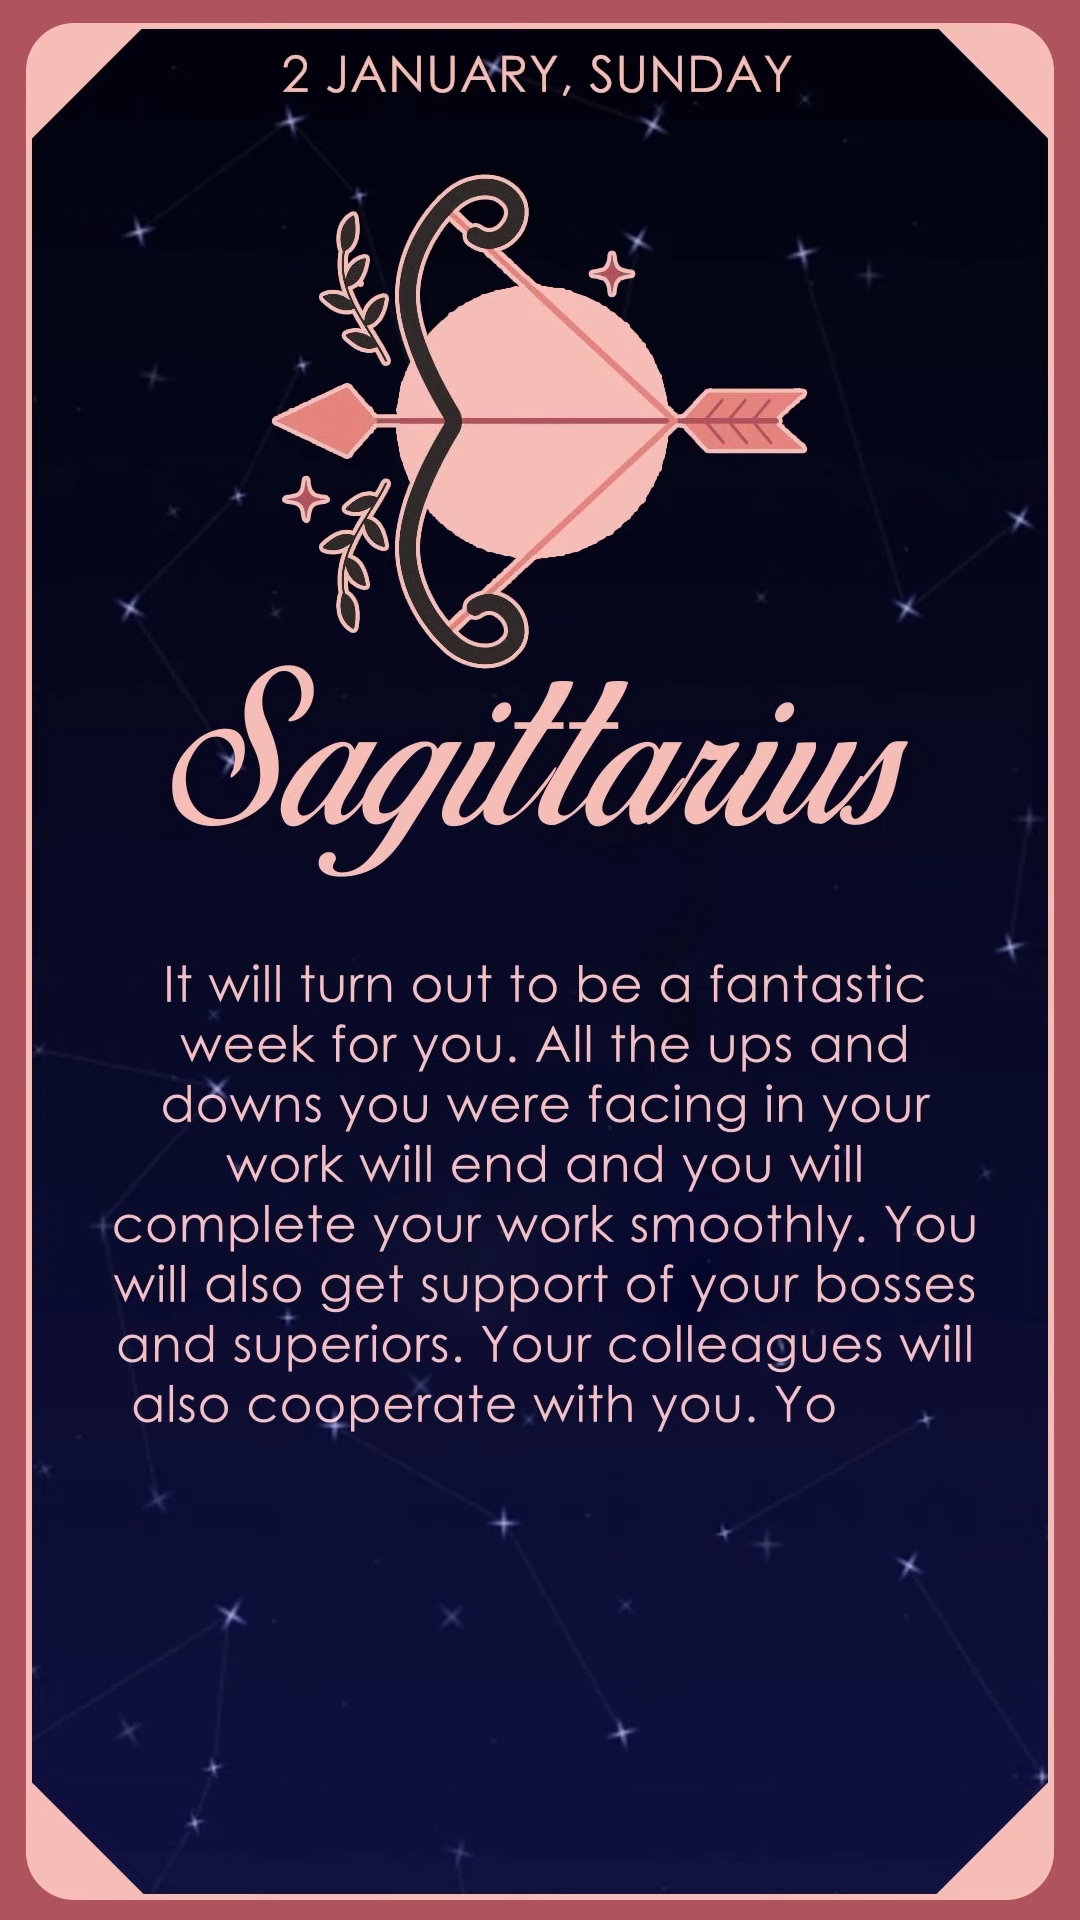 2 JANUARY, SUNDAY
Sagittarius
It will turn out to be a fantastic
week for you. All the ups and
downs you were facing in your
work will end and you will
complete your work smoothly. You
will also get support of your bosses
and superiors. Your colleagues will
also cooperate with you. Yo